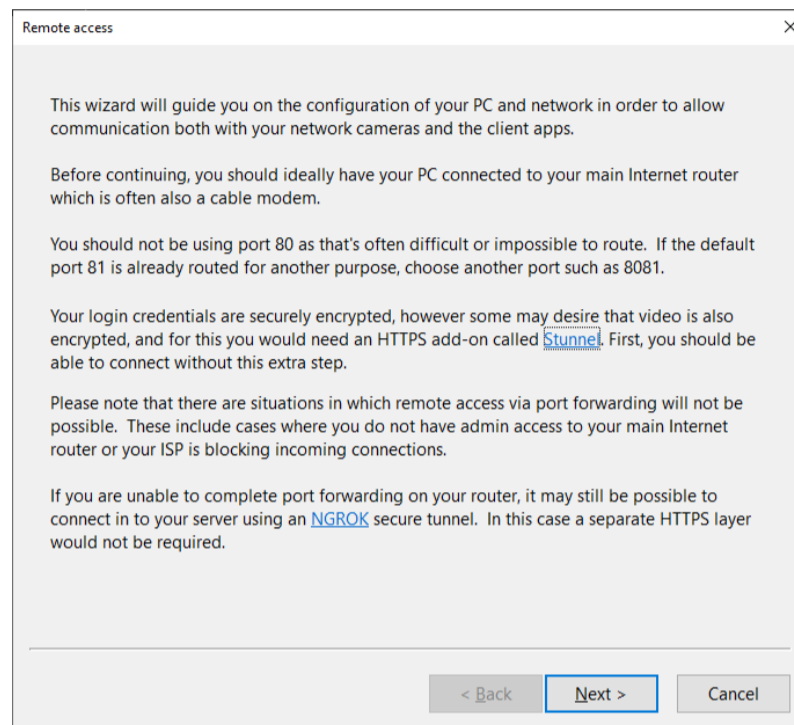 Remote access
This wizard will guide you on the configuration of your PC and network in order to allow
communication both with your network cameras and the client apps.
Before continuing, you should ideally have your PC connected to your main Internet router
which is often also a cable modem.
You should not be using port 80 as that's often difficult or impossible to route.  If the default
port 81 is already routed for another purpose, choose another port such as 8081.
Your login credentials are securely encrypted, however some may desire that video is also
encrypted, and for this you would need an HTTPS add-on called Stunnel. First, you should be
able to connect without this extra step.
Please note that there are situations in which remote access via port forwarding will not be
possible.  These include cases where you do not have admin access to your main Internet
router or your ISP is blocking incoming connections.
If you are unable to complete port forwarding on your router, it may still be possible to
connect in to your server using an NGROK secure tunnel.  In this case a separate HTTPS layer
would not be required.
< Back Next > Cancel